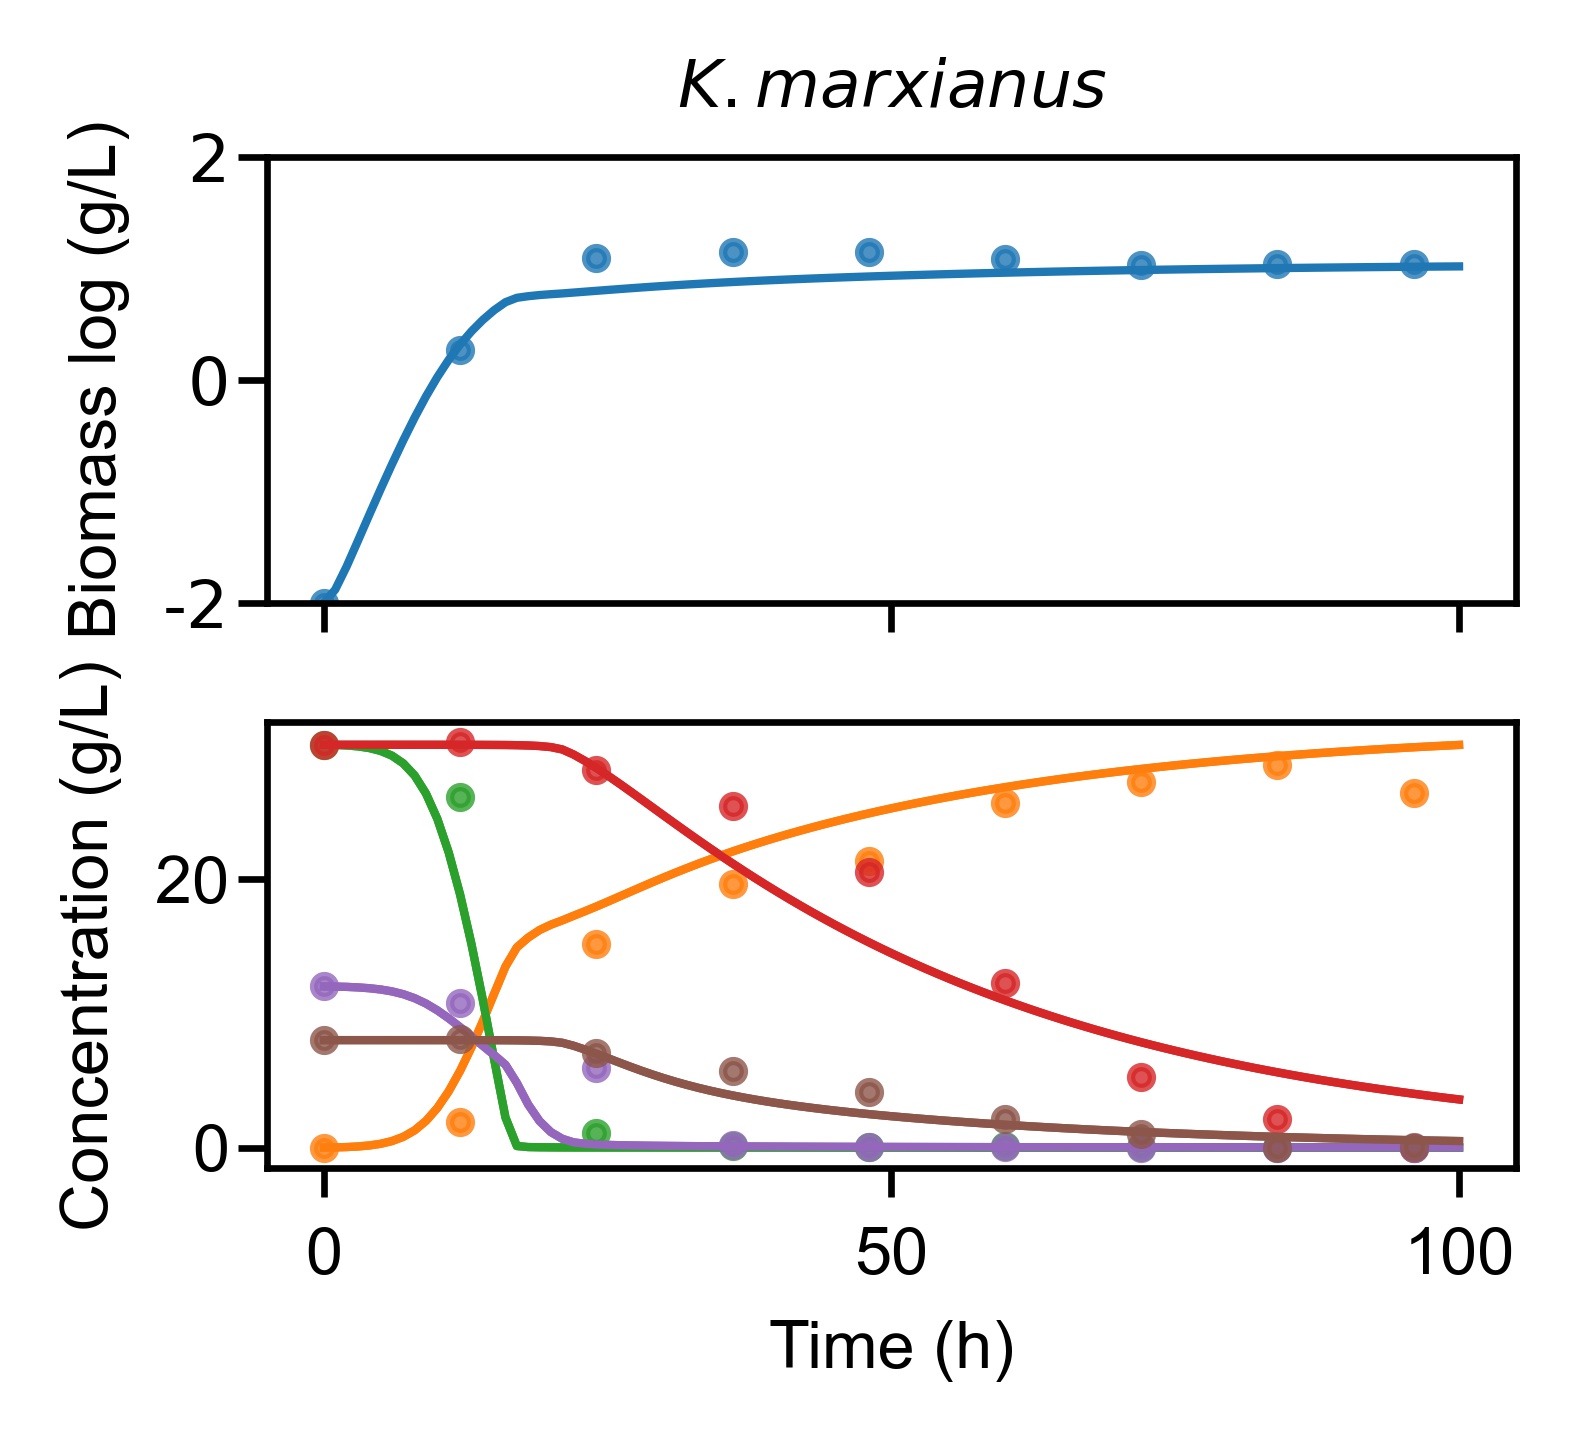 K. marxianus
Biomass log (g/L)
2
0
-2
Concentration (g/L)
20
0
0 50 100
Time (h)